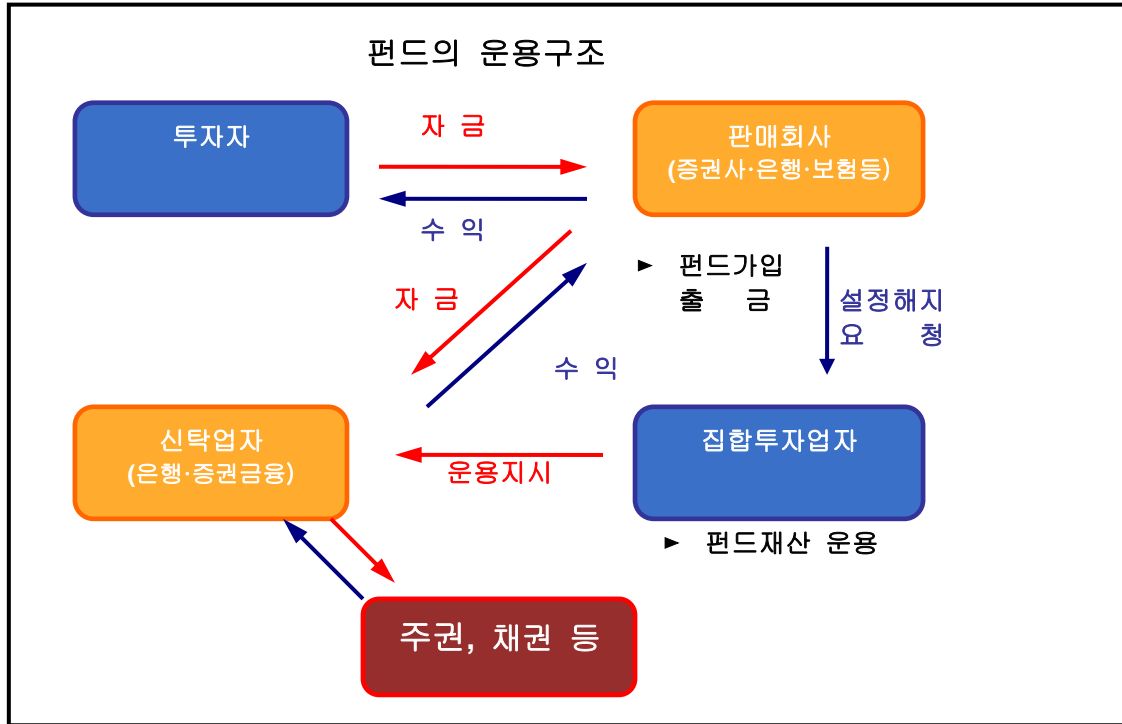 펀드의 운용구조
투자자
자 금
판매회사
(증권사·은행·보험등)
수 익
► 펀드가입
출 금
자 금
설정해지
요 청
수 익
신탁업자
(은행·증권금융)
집합투자업자
운용지시
► 펀드재산 운용
주권, 채권 등